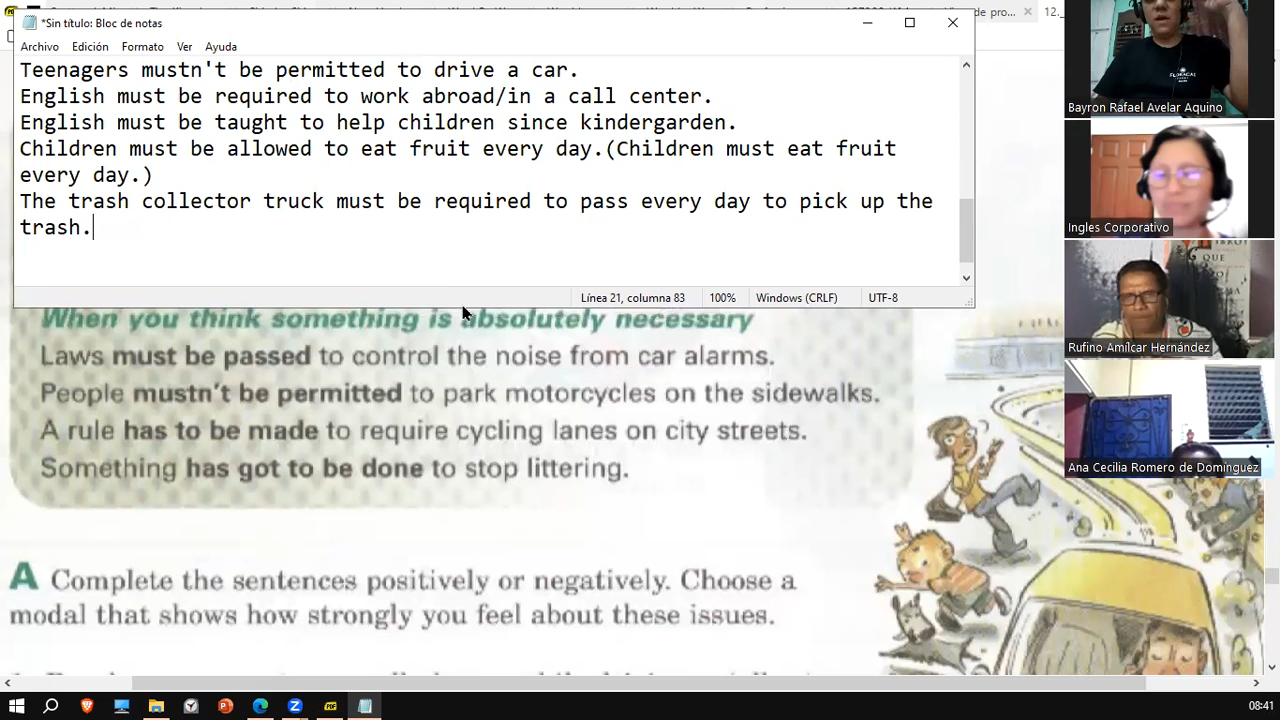 *Sin título: Bloc de notas
Archivo Edición Formato Ver Ayuda
Teenagers mustn't be permitted to drive a car.
English must be required to work abroad/in a call center.
English must be taught to help children since kindergarden.
Children must be allowed to eat fruit every day.(Children must eat fruit
every day.)
The trash collector truck must be required to pass every day to pick up the
trash.
Línea 21, columna 83 100% Windows (CRLF) UTF-8
When you think something is absolutely necessary
Laws must be passed to control the noise from car alarms.
People mustn't be permitted to park motorcycles on the sidewalks.
A rule has to be made to require cycling lanes on city streets.
Something has got to be done to stop littering.
A Complete the sentences positively or negatively. Choose a
modal that shows how strongly you feel about these issues.
Bayron Rafael Avelar Aquino
Ingles Corporativo
Rufino Amílcar Hernández
Ana Cecilia Romero de Dominguez
08:41